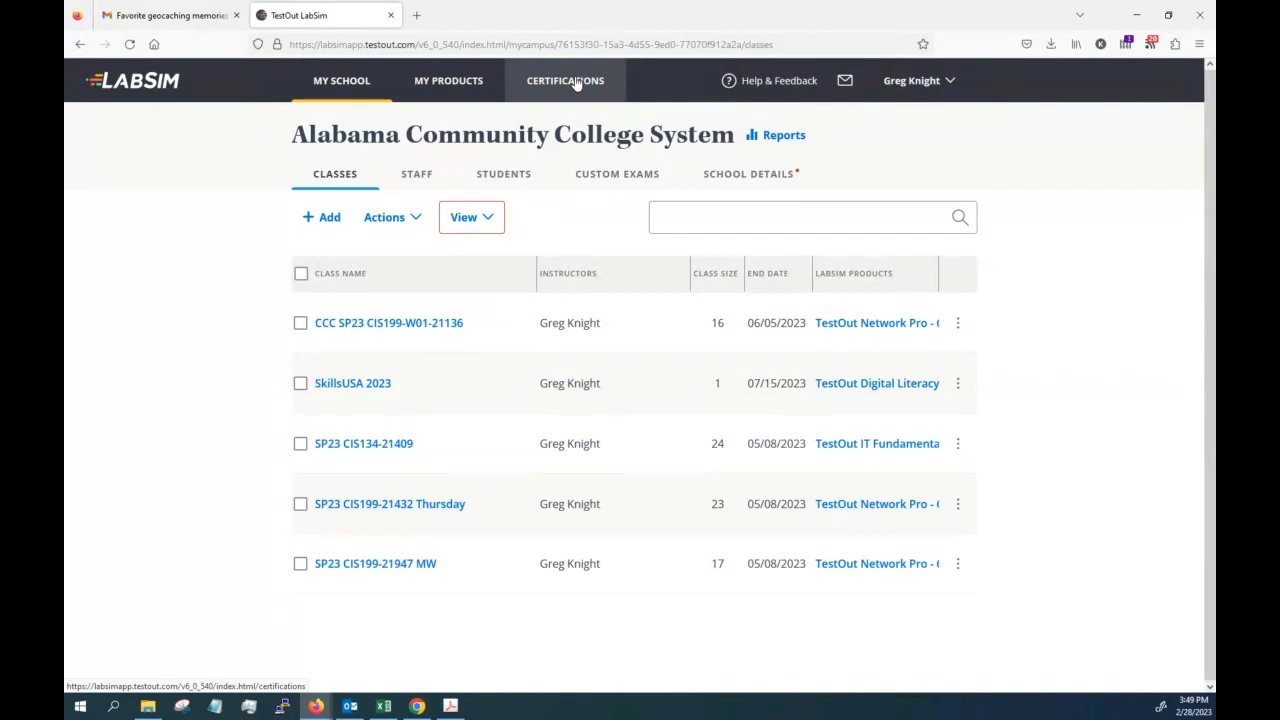 Favorite geocaching memories
TestOut LabSim
https://labsimapp.testout.com/v6_0_540/index.html/mycampus/76153f30-15a3-4d55-9ed0-77070f912a2a/classes
20
LABSIM
MY SCHOOL
MY PRODUCTS
CERTIFICATIONS
Help & Feedback
Greg Knight
Alabama Community College System
Reports
CLASSES
STAFF
STUDENTS
CUSTOM EXAMS
SCHOOL DETAILS
+ Add
Actions
View
CLASS NAME INSTRUCTORS CLASS SIZE END DATE LABSIM PRODUCTS
CCC SP23 CIS199-W01-21136 Greg Knight 16 06/05/2023 TestOut Network Pro -
SkillsUSA 2023 Greg Knight 1 07/15/2023 TestOut Digital Literacy
SP23 CIS134-21409 Greg Knight 24 05/08/2023 TestOut IT Fundamenta
SP23 CIS199-21432 Thursday Greg Knight 23 05/08/2023 TestOut Network Pro -
SP23 CIS199-21947 MW Greg Knight 17 05/08/2023 TestOut Network Pro -
https://labsimapp.testout.com/v6_0_540/index.html/certifications
3:49 PM
2/28/2023